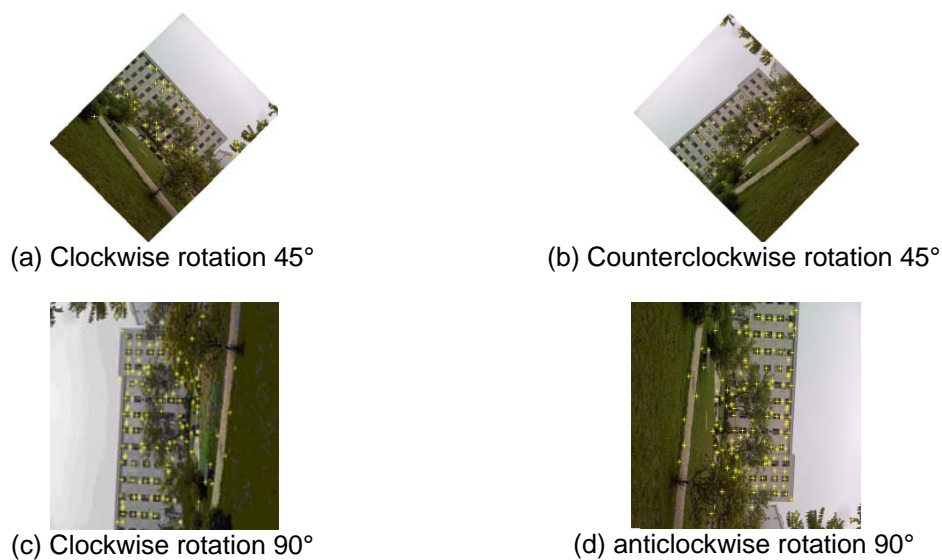 (a) Clockwise rotation 45°
(b) Counterclockwise rotation 45°
(c) Clockwise rotation 90°
(d) anticlockwise rotation 90°